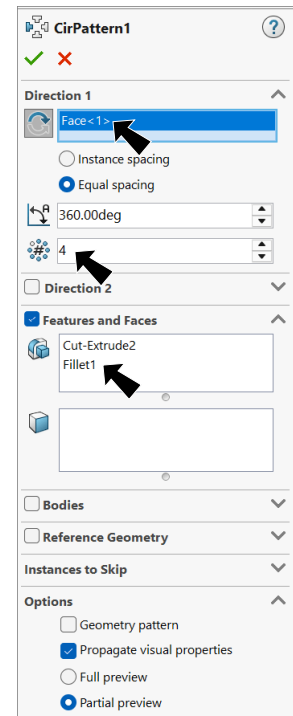 CirPattern1
?
Direction 1
Face<1>
Instance spacing
Equal spacing
360.00deg
# 4
Direction 2
Features and Faces
Cut-Extrude2
Fillet1
Bodies
Reference Geometry
Instances to Skip
Options
Geometry pattern
Propagate visual properties
Full preview
Partial preview